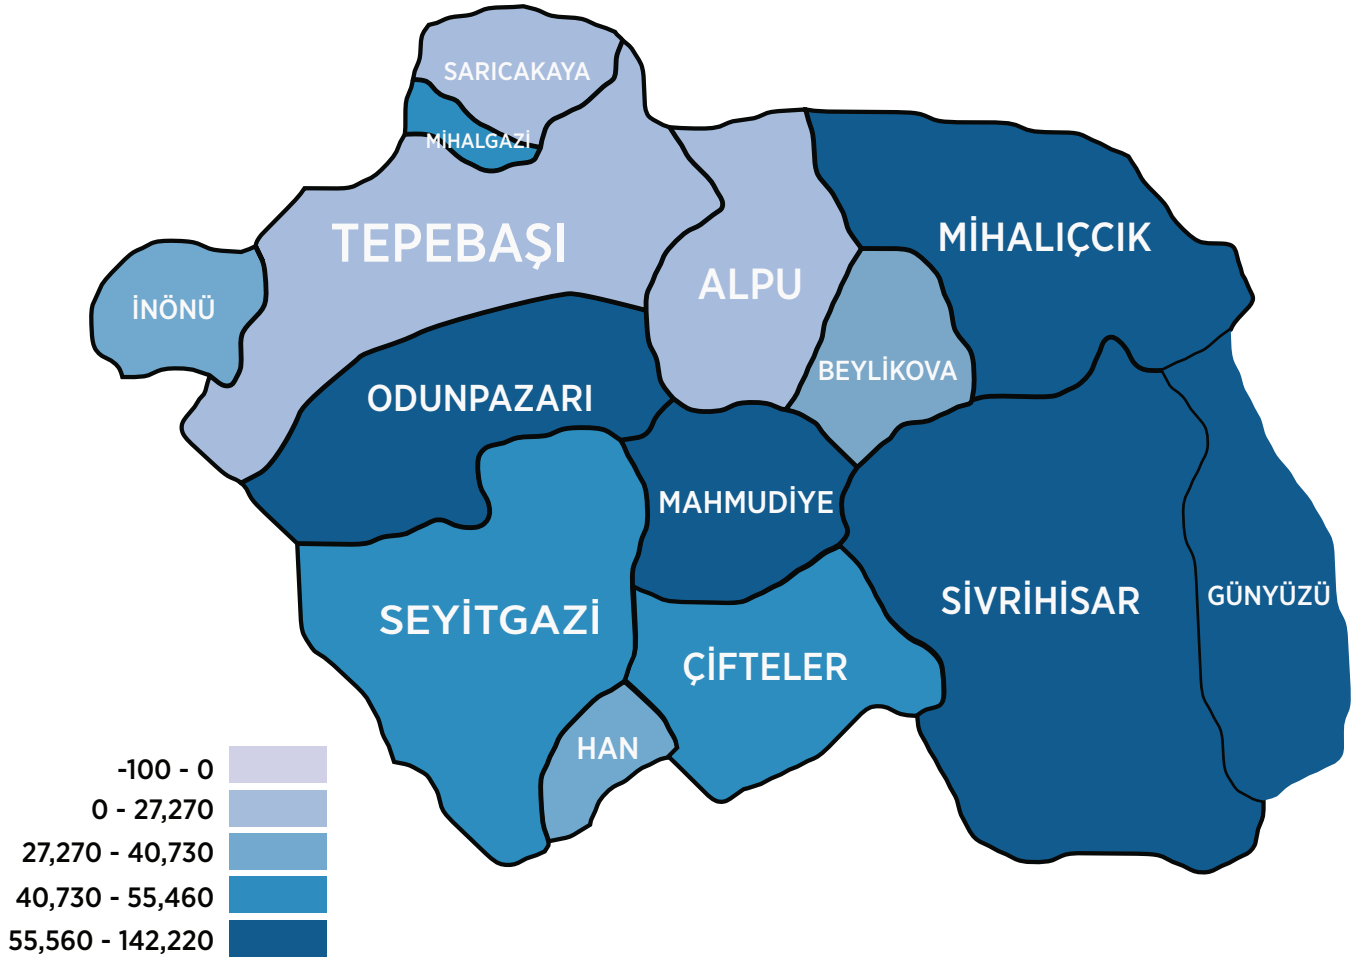 SARICAKAYA
MİHALGAZİ
TEPEBAŞI
MİHALIÇCIK
ALPU
İNÖNÜ
BEYLİKOVA
ODUNPAZARI
MAHMUDİYE
SİVRİHİSAR
GÜNYÜZÜ
SEYİTGAZİ
ÇİFTELER
HAN
-100 - 0
0 - 27,270
27,270 - 40,730
40,730 - 55,460
55,560 - 142,220